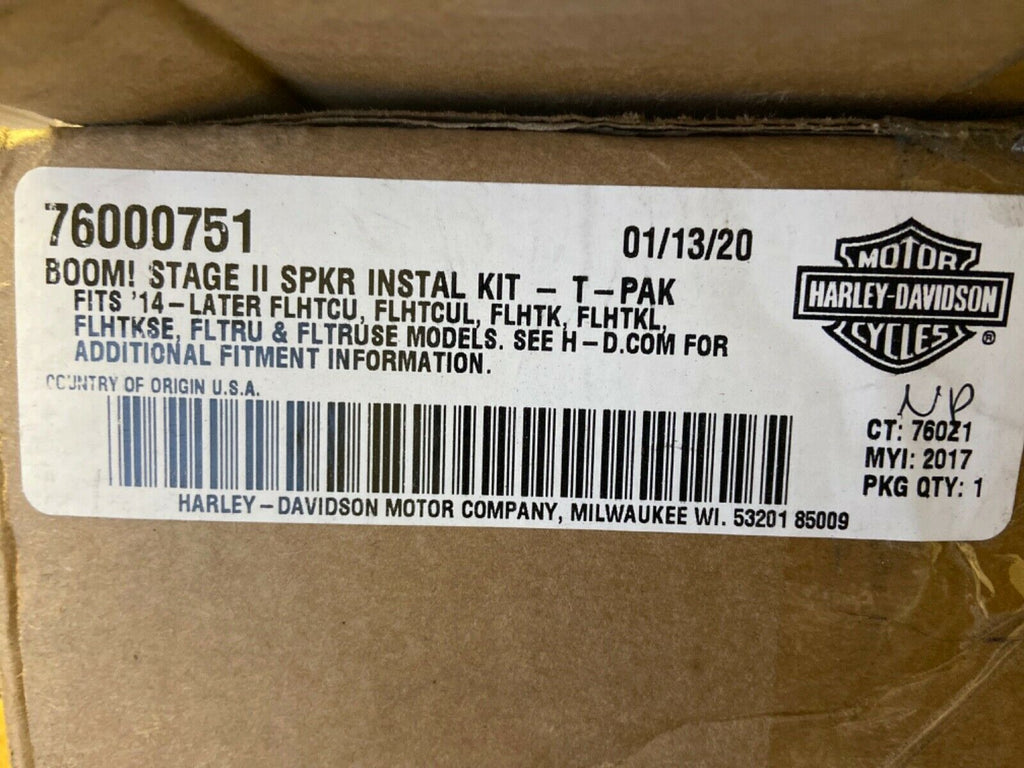 76000751
01/13/20
BOOM! STAGE II SPKR INSTAL KIT – T–PAK
FITS '14–LATER FLHTCU, FLHTCUL, FLHTK, FLHTKL,
FLHTKSE, FLTRU & FLTRUSE MODELS. SEE H–D.COM FOR
ADDITIONAL FITMENT INFORMATION.
COUNTRY OF ORIGIN U.S.A.
HARLEY–DAVIDSON MOTOR COMPANY, MILWAUKEE WI. 53201 85009
MOTOR
HARLEY-DAVIDSON
CYCLES
®
NP
CT: 76021
MYI: 2017
PKG QTY: 1